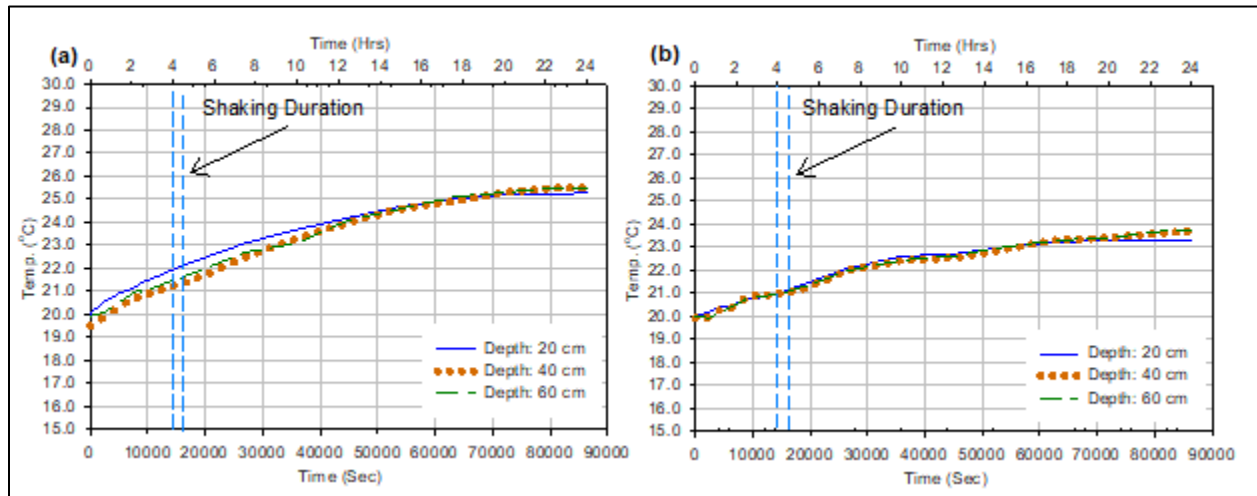 (a)
Time (Hrs)
0 2 4 6 8 10 12 14 16 18 20 22 24
30.0
29.0
28.0
27.0
26.0
25.0
24.0
23.0
22.0
21.0
20.0
19.0
18.0
17.0
16.0
15.0
Temp. (°C)
Shaking Duration
Depth: 20 cm
Depth: 40 cm
Depth: 60 cm
0 10000 20000 30000 40000 50000 60000 70000 80000 90000
Time (Sec)
(b)
Time (Hrs)
0 2 4 6 8 10 12 14 16 18 20 22 24
30.0
29.0
28.0
27.0
26.0
25.0
24.0
23.0
22.0
21.0
20.0
19.0
18.0
17.0
16.0
15.0
Temp. (°C)
Shaking Duration
Depth: 20 cm
Depth: 40 cm
Depth: 60 cm
0 10000 20000 30000 40000 50000 60000 70000 80000 90000
Time (Sec)